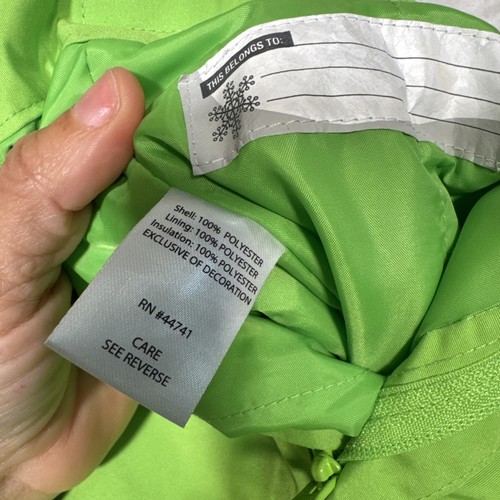 THIS BELONGS TO:
Shell: 100% POLYESTER
Lining: 100% POLYESTER
Insulation: 100% POLYESTER
EXCLUSIVE OF DECORATION
RN #44741
CARE
SEE REVERSE